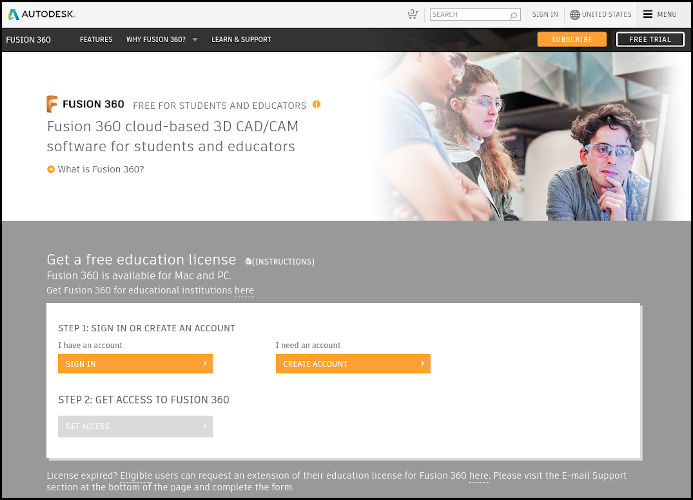 AUTODESK.
SEARCH
SIGN IN
UNITED STATES
MENU
FUSION 360
FEATURES
WHY FUSION 360?
LEARN & SUPPORT
SUBSCRIBE
FREE TRIAL
FUSION 360 FREE FOR STUDENTS AND EDUCATORS
Fusion 360 cloud-based 3D CAD/CAM
software for students and educators
What is Fusion 360?
Get a free education license (INSTRUCTIONS)
Fusion 360 is available for Mac and PC.
Get Fusion 360 for educational institutions here
STEP 1: SIGN IN OR CREATE AN ACCOUNT
I have an account
I need an account
SIGN IN
CREATE ACCOUNT
STEP 2: GET ACCESS TO FUSION 360
GET ACCESS
License expired? Eligible users can request an extension of their education license for Fusion 360 here. Please visit the E-mail Support
section at the bottom of the page and complete the form.